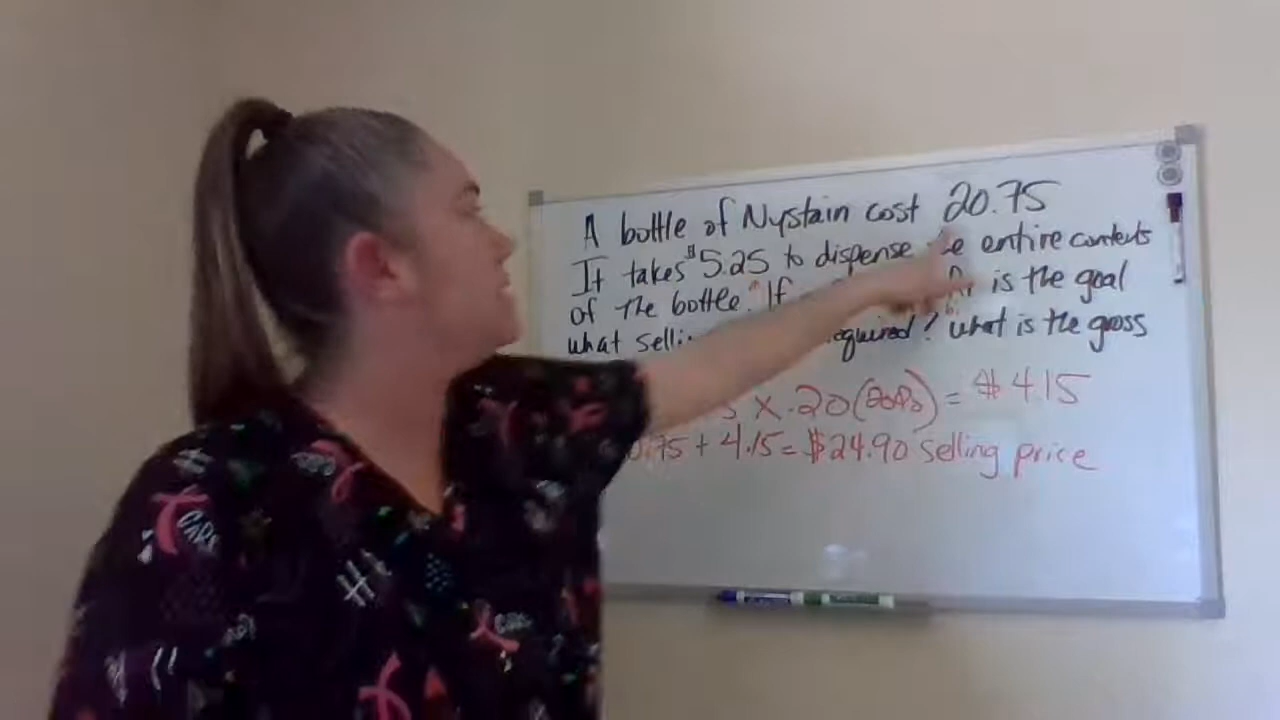 A bottle of Nystain cost 20.75
It takes $5.25 to dispense entire contents
of the bottle. If is the goal
what required? what is the gross
X .20 (20%) = $4.15
.75 + 4.15 = $24.90 selling price
CARE